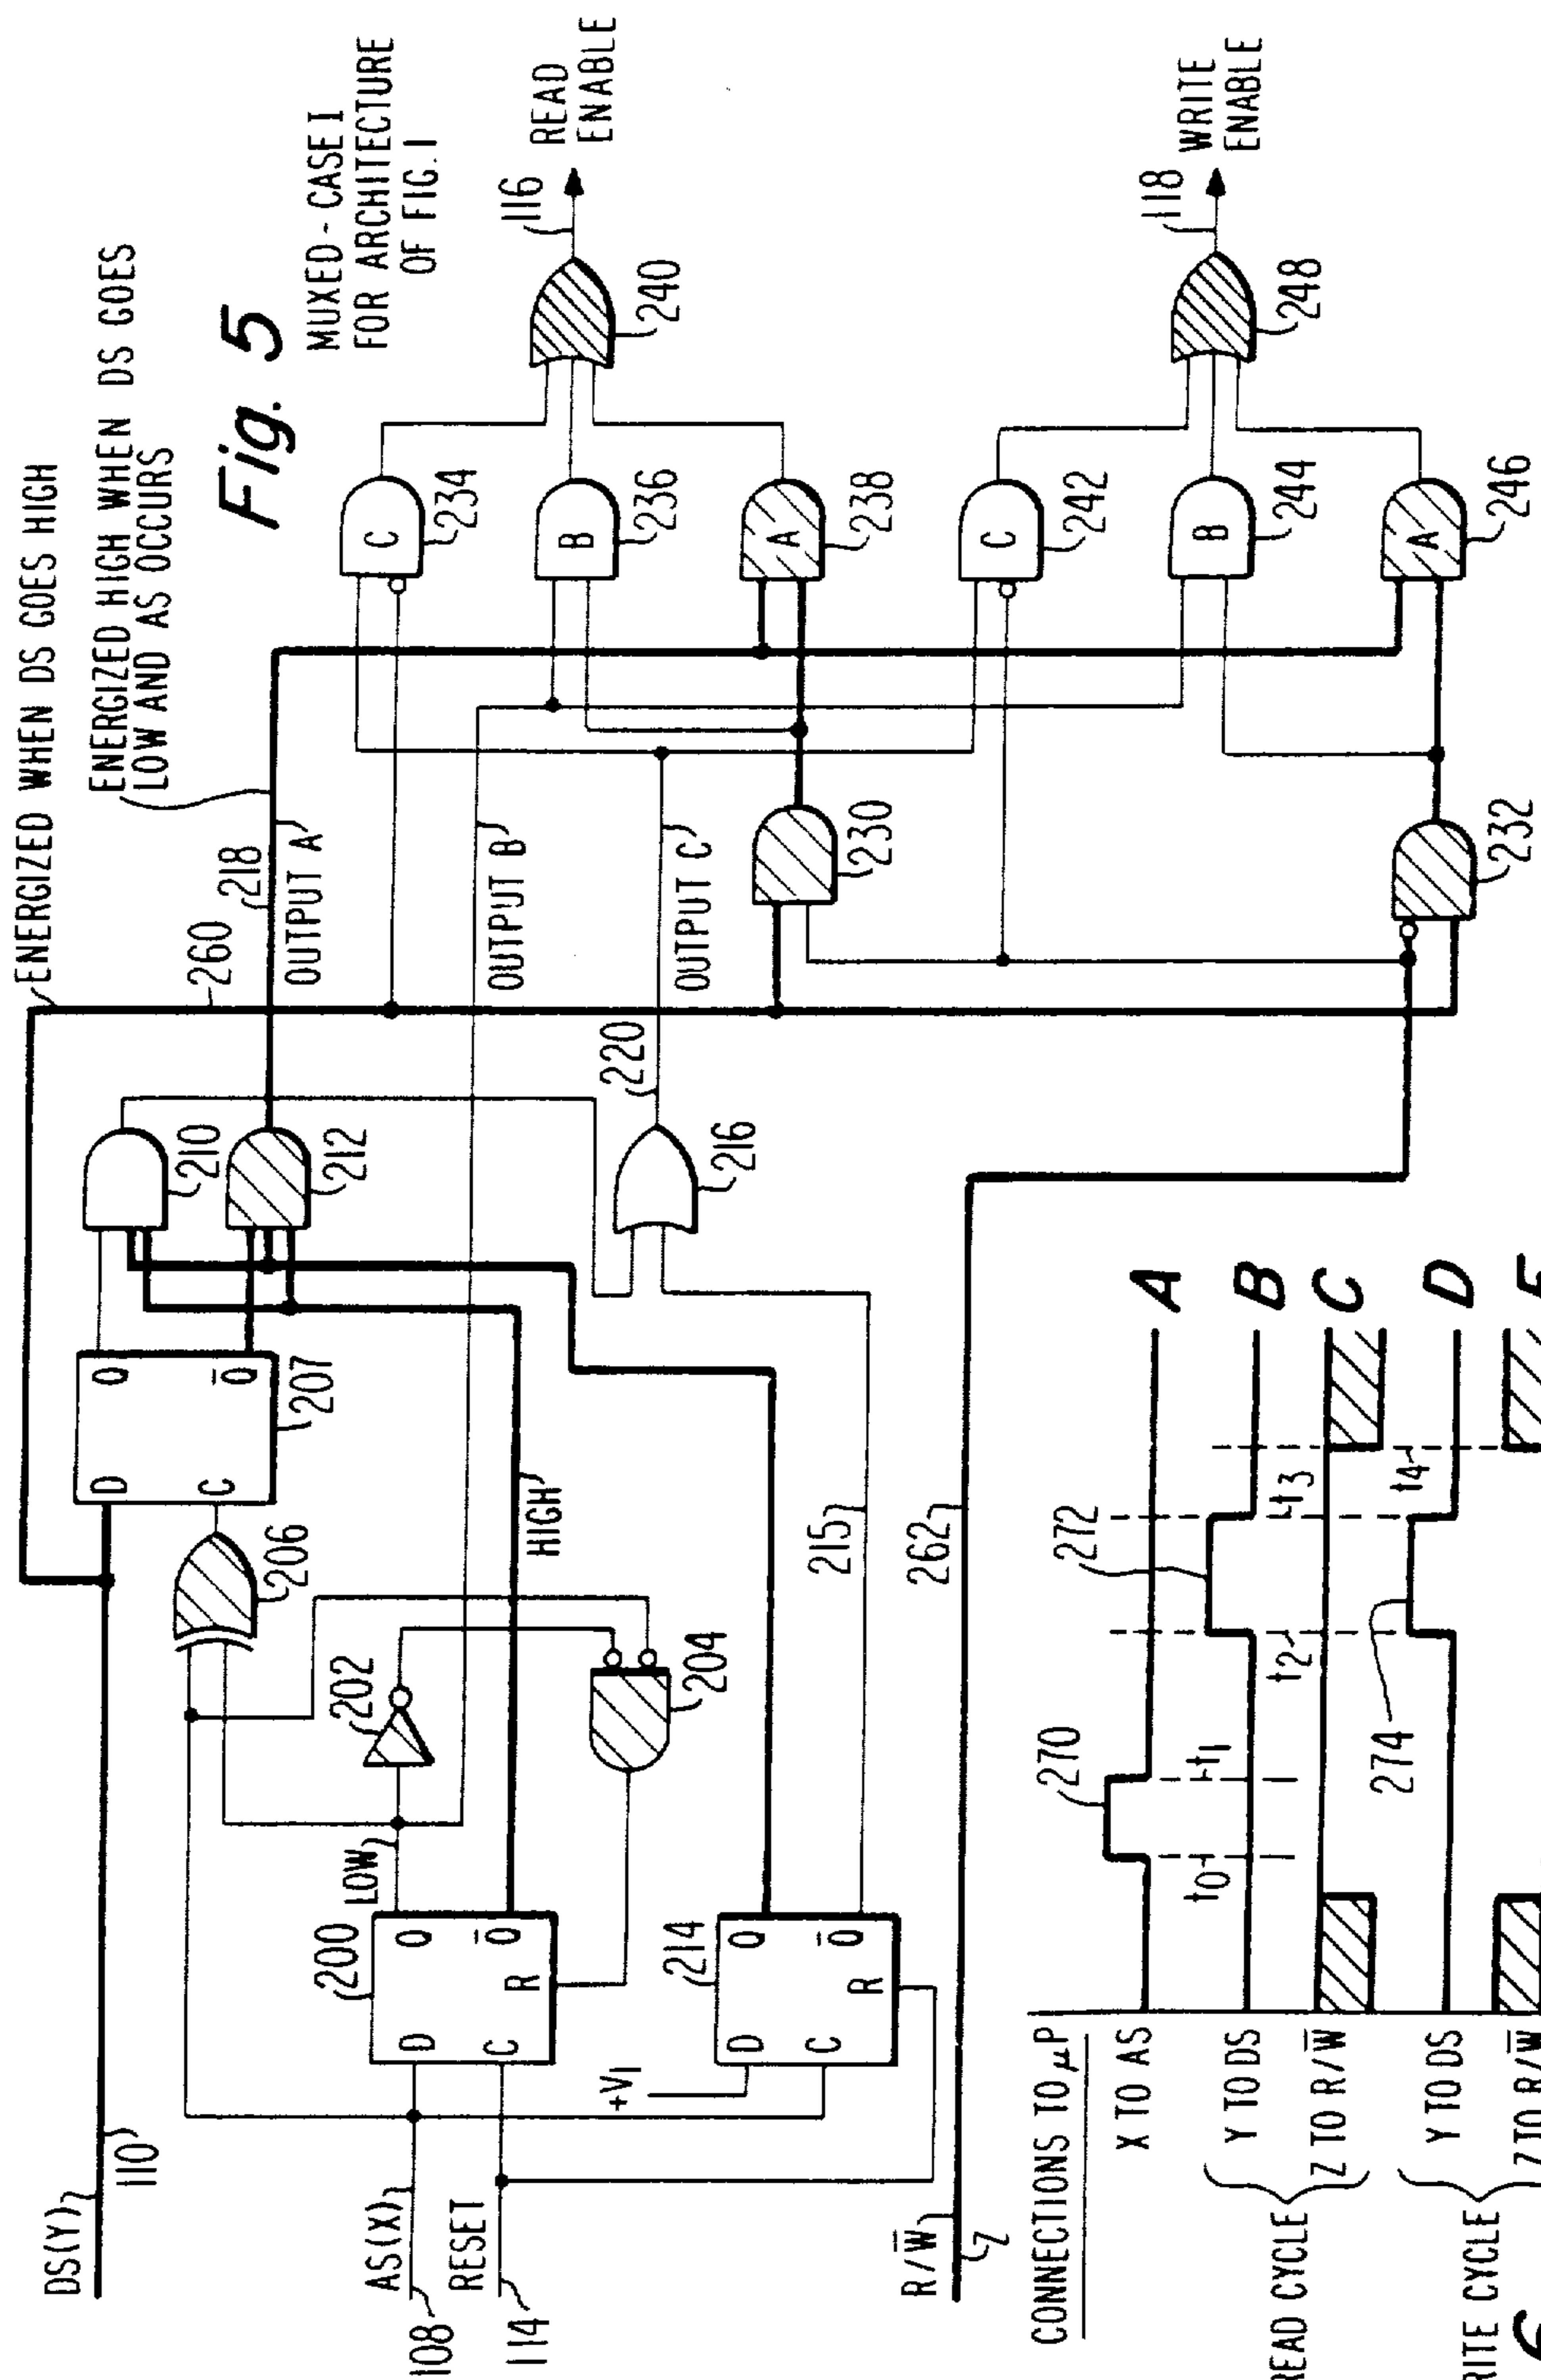 ENERGIZED WHEN DS GOES HIGH
ENERGIZED HIGH WHEN DS GOES
LOW AND AS OCCURS
Fig. 5
MUXED-CASE I
FOR ARCHITECTURE
OF FIG. 1
DS(Y)
110
AS(X)
108
RESET
114
R/W̅
Z
200
D
C
Q
Q̅
R
LOW
HIGH
202
204
206
207
D
C
Q
Q̅
210
212
214
D
C
Q
Q̅
R
+V1
215
216
220
260
218
OUTPUT A
OUTPUT B
OUTPUT C
262
230
232
C
234
B
236
A
238
240
116
READ
ENABLE
C
242
B
244
A
246
248
118
WRITE
ENABLE
CONNECTIONS TO μP
X TO AS
270
A
t0
t1
READ CYCLE
Y TO DS
272
B
t2
t3
Z TO R/W̅
C
WRITE CYCLE
Y TO DS
274
D
t4
Z TO R/W̅